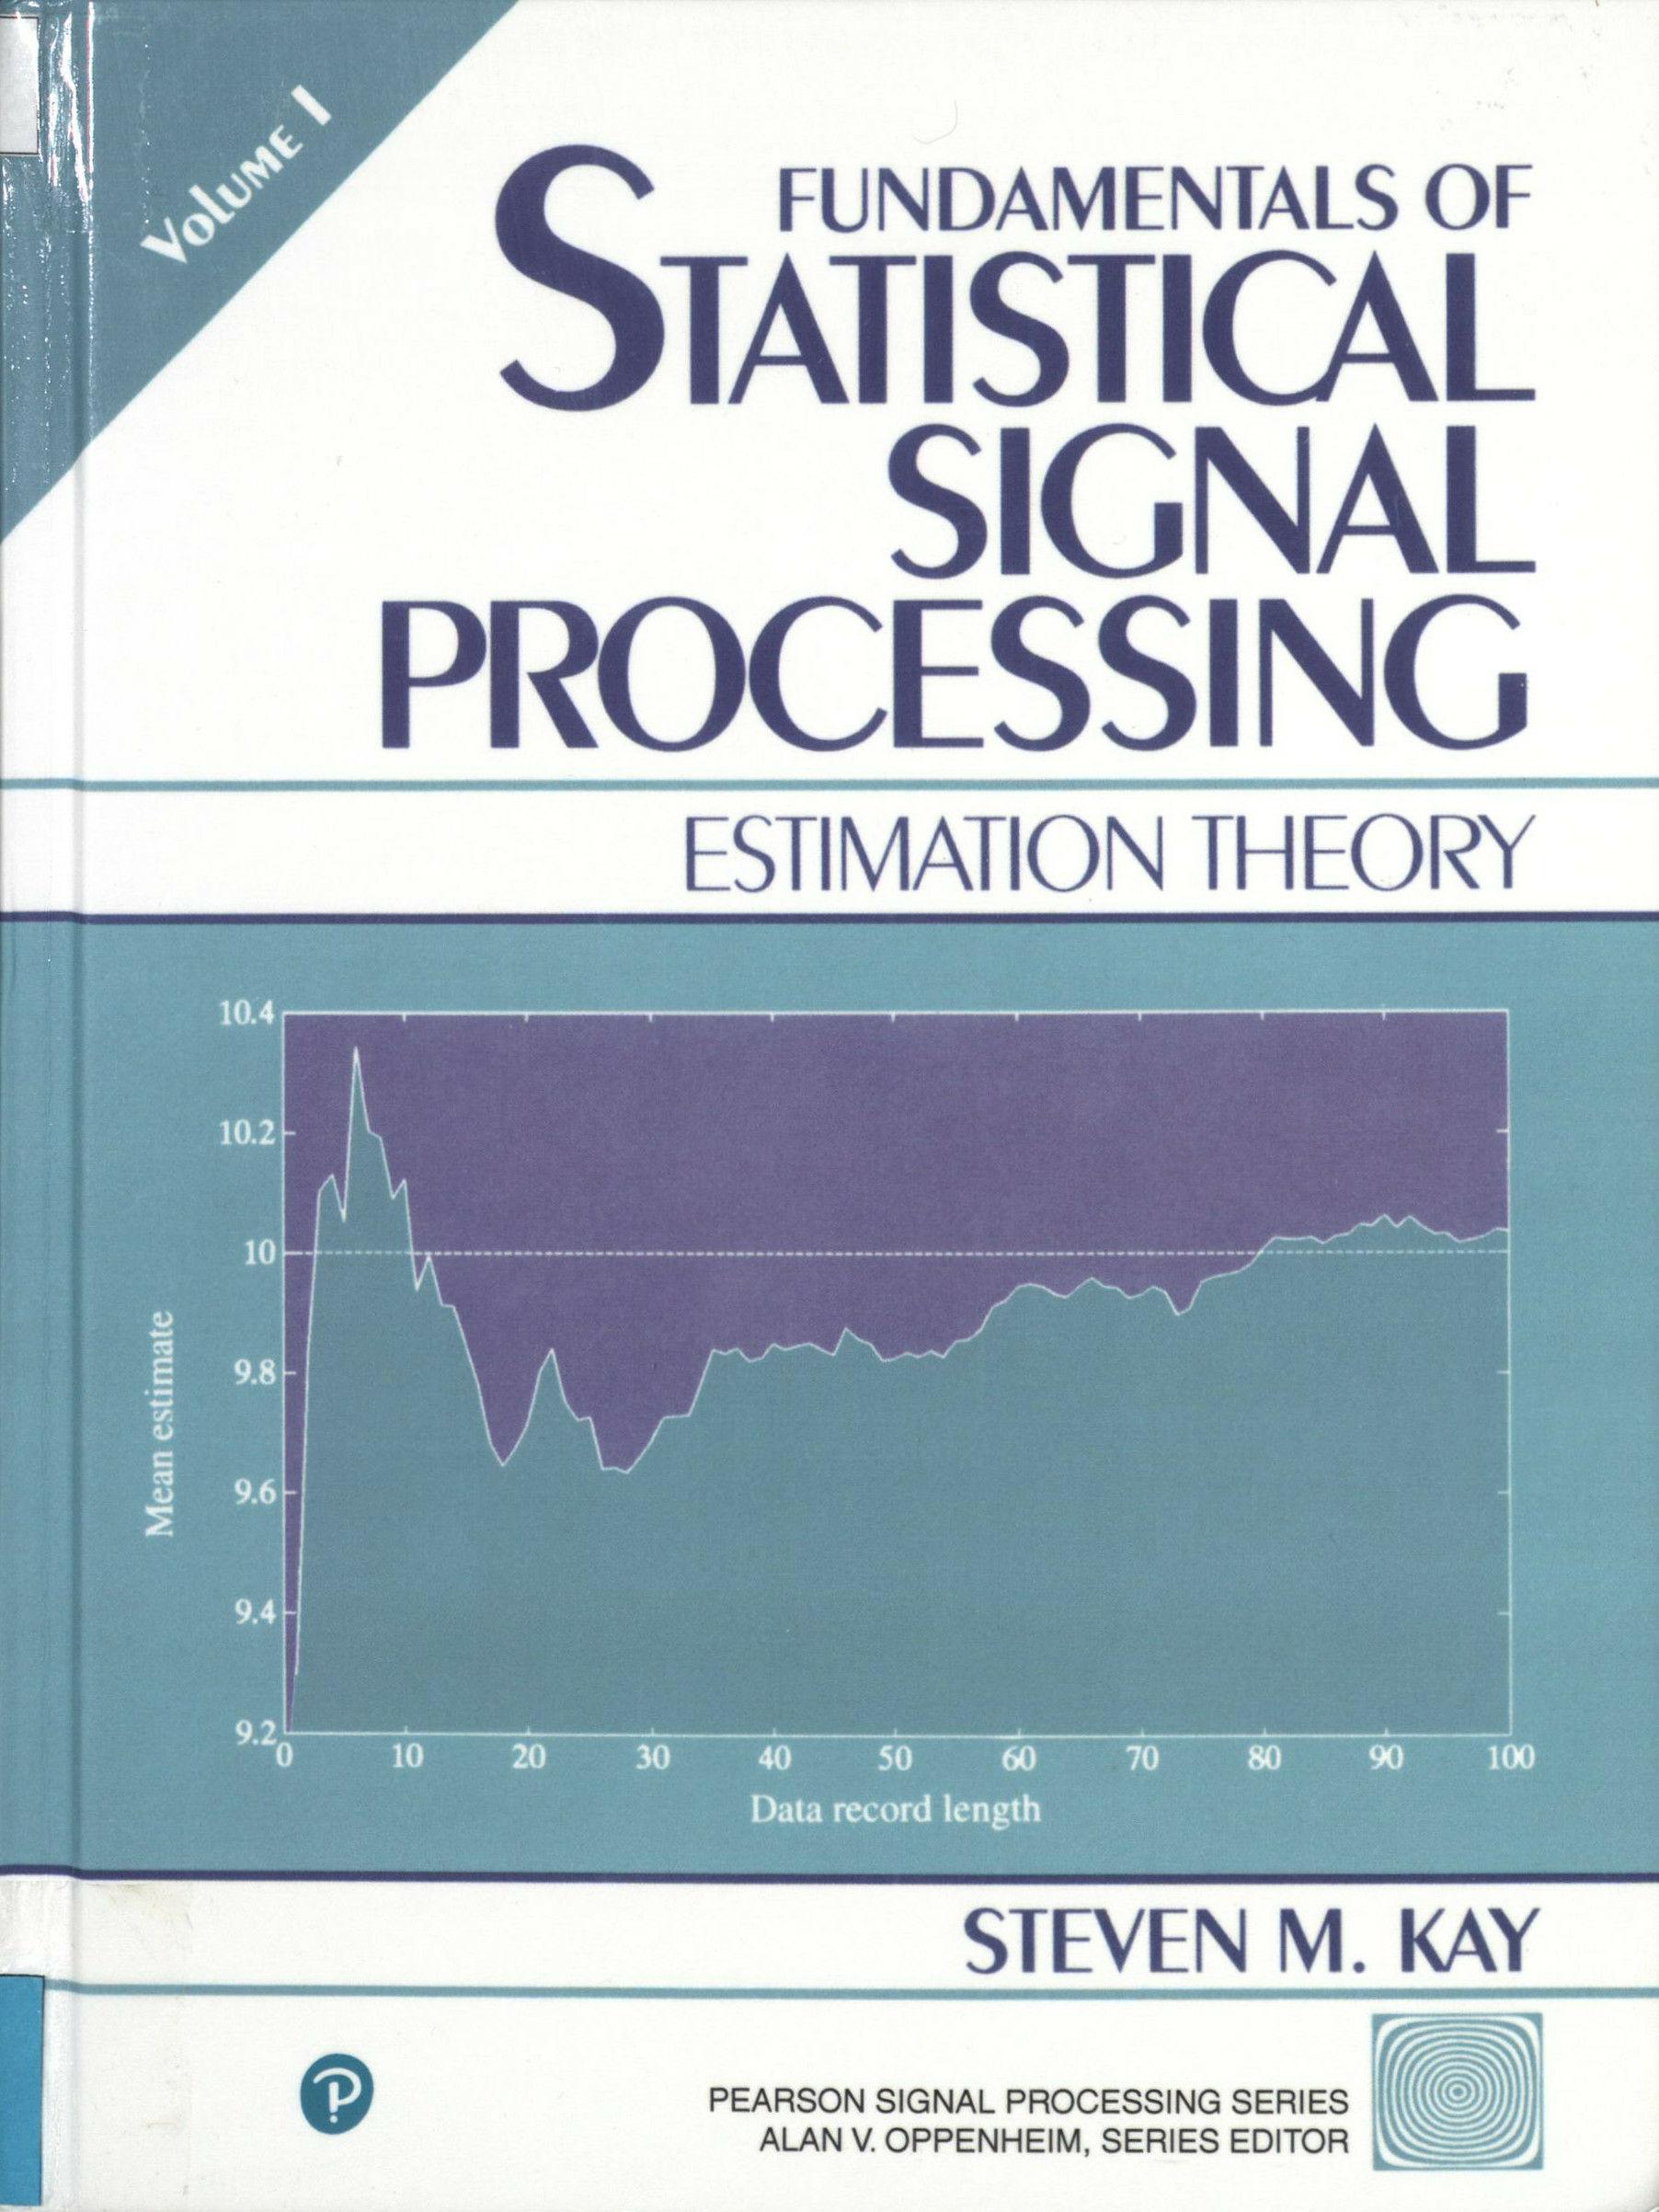 VOLUME I
FUNDAMENTALS OF
STATISTICAL
SIGNAL
PROCESSING
ESTIMATION THEORY
10.4
10.2
10
9.8
9.6
9.4
9.2
Mean estimate
0 10 20 30 40 50 60 70 80 90 100
Data record length
STEVEN M. KAY
P
PEARSON SIGNAL PROCESSING SERIES
ALAN V. OPPENHEIM, SERIES EDITOR